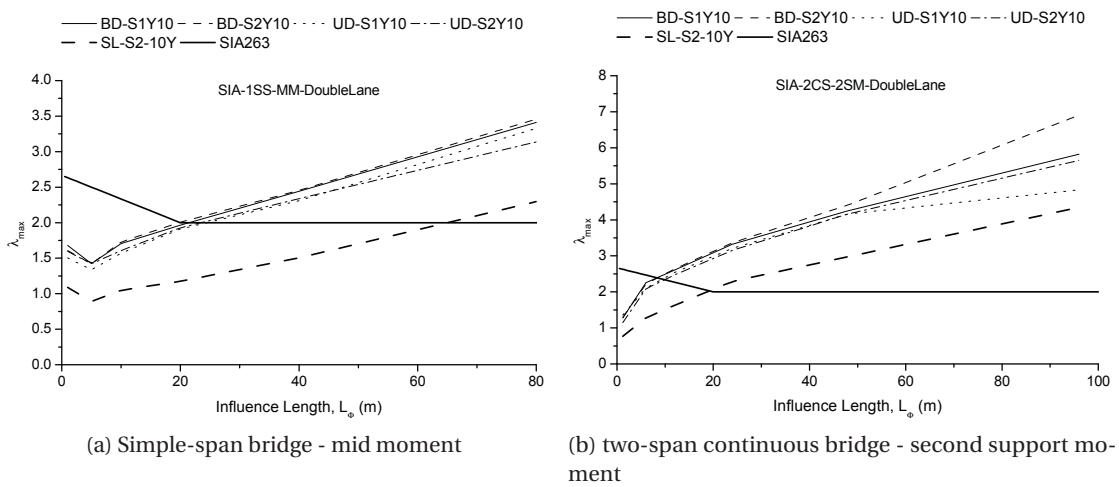 BD-S1Y10 BD-S2Y10 UD-S1Y10 UD-S2Y10
SL-S2-10Y SIA263
SIA-1SS-MM-DoubleLane
4.0
3.5
3.0
2.5
2.0
1.5
1.0
0.5
0.0
λmax
0 20 40 60 80
Influence Length, LΦ (m)
(a) Simple-span bridge - mid moment
BD-S1Y10 BD-S2Y10 UD-S1Y10 UD-S2Y10
SL-S2-10Y SIA263
SIA-2CS-2SM-DoubleLane
8
7
6
5
4
3
2
1
0
λmax
0 20 40 60 80 100
Influence Length, LΦ (m)
(b) two-span continuous bridge - second support mo-
ment